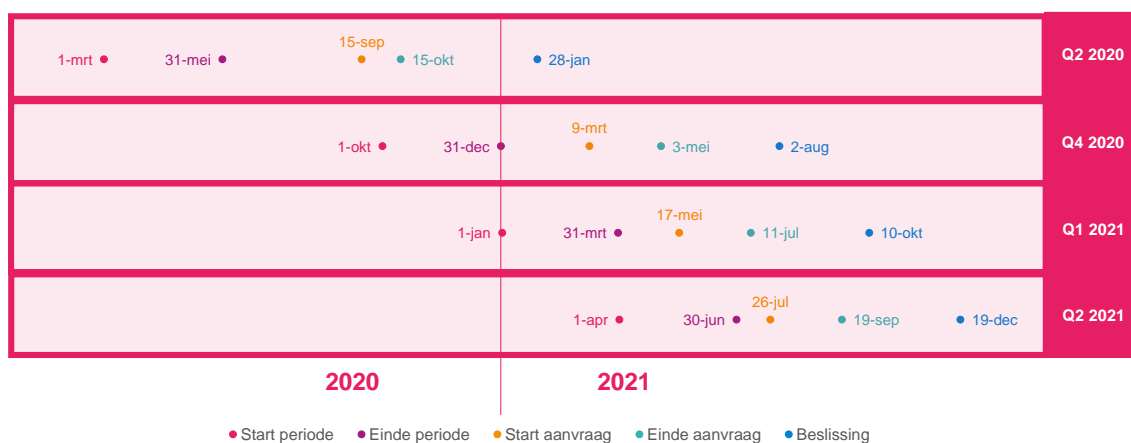 15-sep
1-mrt 31-mei 15-okt 28-jan Q2 2020
9-mrt
1-okt 31-dec 3-mei 2-aug Q4 2020
17-mei
1-jan 31-mrt 11-jul 10-okt Q1 2021
26-jul
1-apr 30-jun 19-sep 19-dec Q2 2021
2020 2021
Start periode Einde periode Start aanvraag Einde aanvraag Beslissing